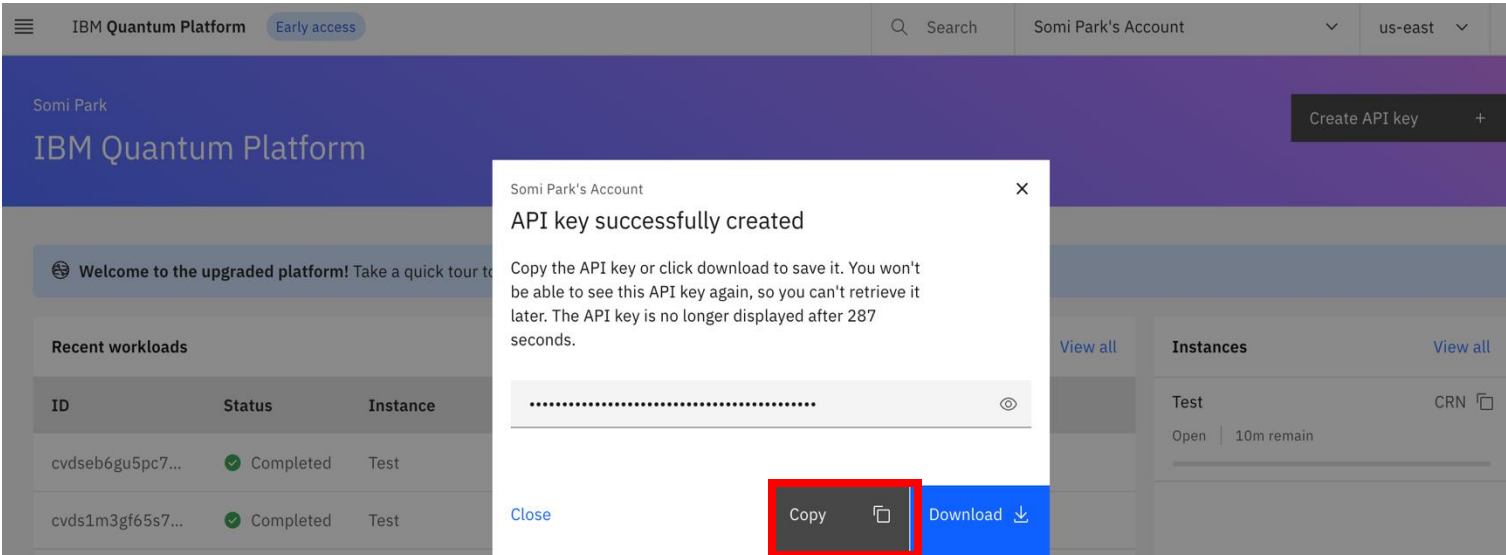 IBM Quantum Platform Early access Search Somi Park's Account us-east
Somi Park
IBM Quantum Platform
Create API key +
Somi Park's Account
API key successfully created
Copy the API key or click download to save it. You won't
be able to see this API key again, so you can't retrieve it
later. The API key is no longer displayed after 287
seconds.
••••••••••••••••••••••••••••••••••••••••••••
Close Copy Download
Welcome to the upgraded platform! Take a quick tour
Recent workloads View all
ID Status Instance
cvdseb6gu5pc7... Completed Test
cvds1m3gf65s7... Completed Test
Instances View all
Test CRN
Open 10m remain